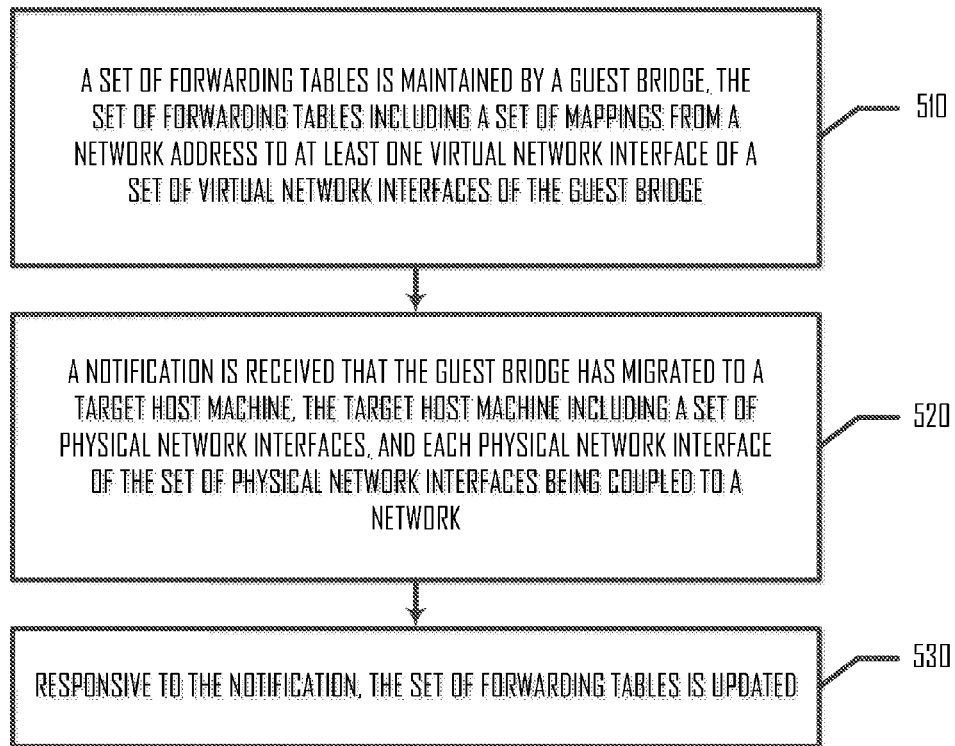 A SET OF FORWARDING TABLES IS MAINTAINED BY A GUEST BRIDGE, THE
SET OF FORWARDING TABLES INCLUDING A SET OF MAPPINGS FROM A
NETWORK ADDRESS TO AT LEAST ONE VIRTUAL NETWORK INTERFACE OF A
SET OF VIRTUAL NETWORK INTERFACES OF THE GUEST BRIDGE
510
A NOTIFICATION IS RECEIVED THAT THE GUEST BRIDGE HAS MIGRATED TO A
TARGET HOST MACHINE, THE TARGET HOST MACHINE INCLUDING A SET OF
PHYSICAL NETWORK INTERFACES, AND EACH PHYSICAL NETWORK INTERFACE
OF THE SET OF PHYSICAL NETWORK INTERFACES BEING COUPLED TO A
NETWORK
520
RESPONSIVE TO THE NOTIFICATION, THE SET OF FORWARDING TABLES IS UPDATED
530